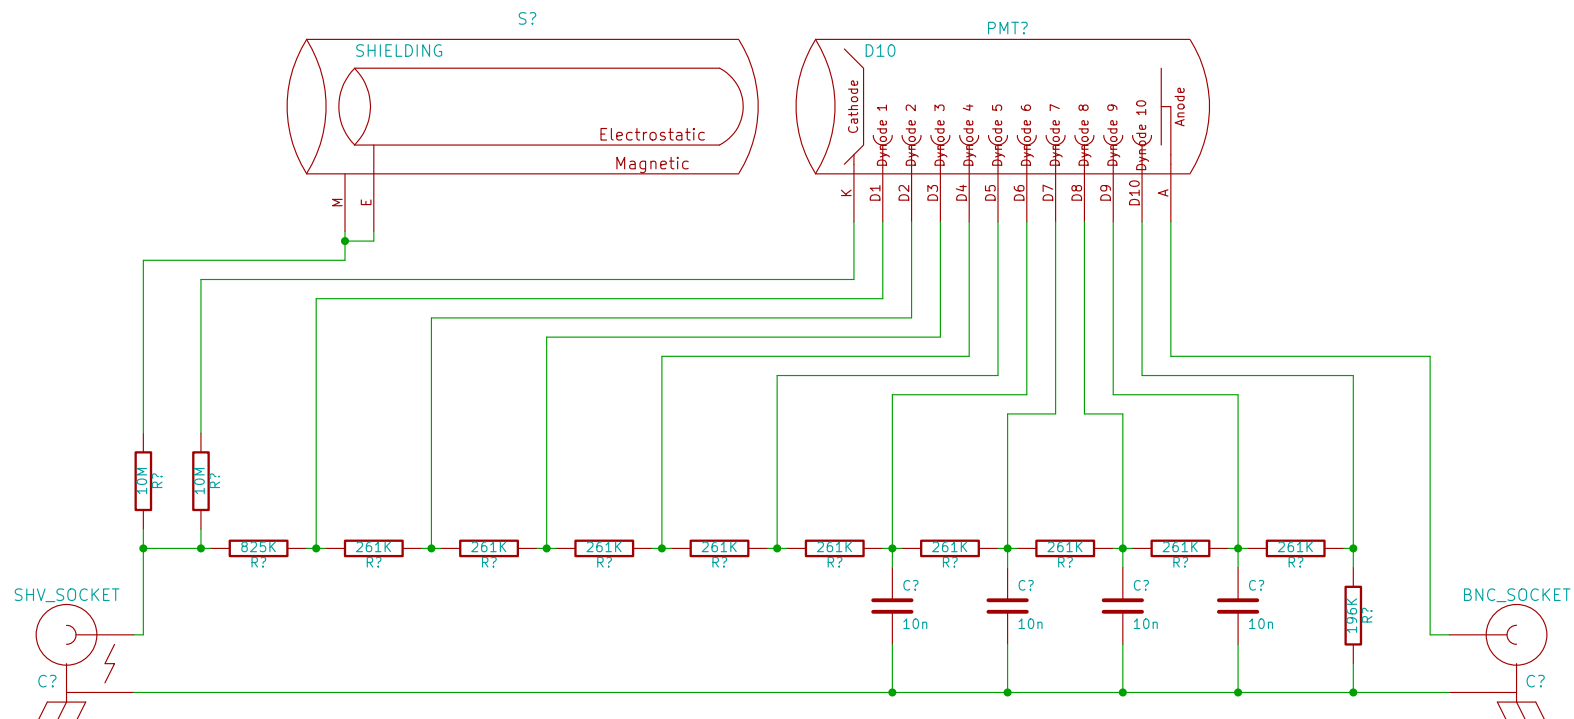 S?
SHIELDING
Electrostatic
Magnetic
M
E
PMT?
D10
Cathode
Dynode 1
Dynode 2
Dynode 3
Dynode 4
Dynode 5
Dynode 6
Dynode 7
Dynode 8
Dynode 9
Dynode 10
Anode
K
D1
D2
D3
D4
D5
D6
D7
D8
D9
D10
A
10M
R?
10M
R?
825K
R?
261K
R?
261K
R?
261K
R?
261K
R?
261K
R?
261K
R?
261K
R?
261K
R?
261K
R?
C?
10n
C?
10n
C?
10n
C?
10n
196K
R?
SHV_SOCKET
C?
BNC_SOCKET
C?